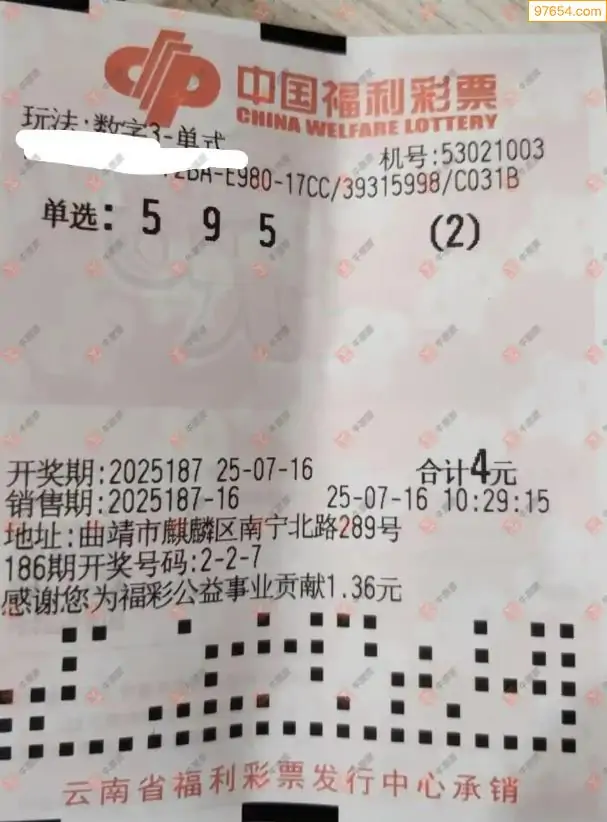 97654.com
中国福利彩票
CHINA WELFARE LOTTERY
玩法:数字3-单式
机号:53021003
72BA-E980-17CC/39315998/C031B
单选: 5 9 5 (2)
开奖期:2025187 25-07-16 合计4元
销售期:2025187-16 25-07-16 10:29:15
地址:曲靖市麒麟区南宁北路289号
186期开奖号码:2-2-7
感谢您为福彩公益事业贡献1.36元
云南省福利彩票发行中心承销